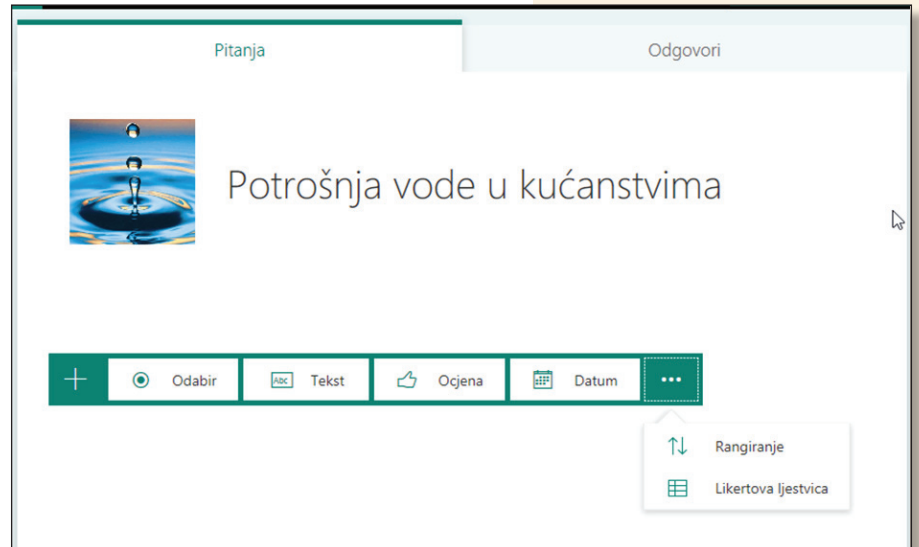 Pitanja
Odgovori
Potrošnja vode u kućanstvima
Odabir
Abc Tekst
Ocjena
Datum
Rangiranje
Likertova ljestvica